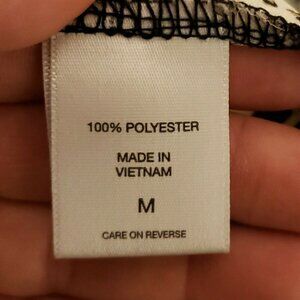 100% POLYESTER
MADE IN
VIETNAM
M
CARE ON REVERSE